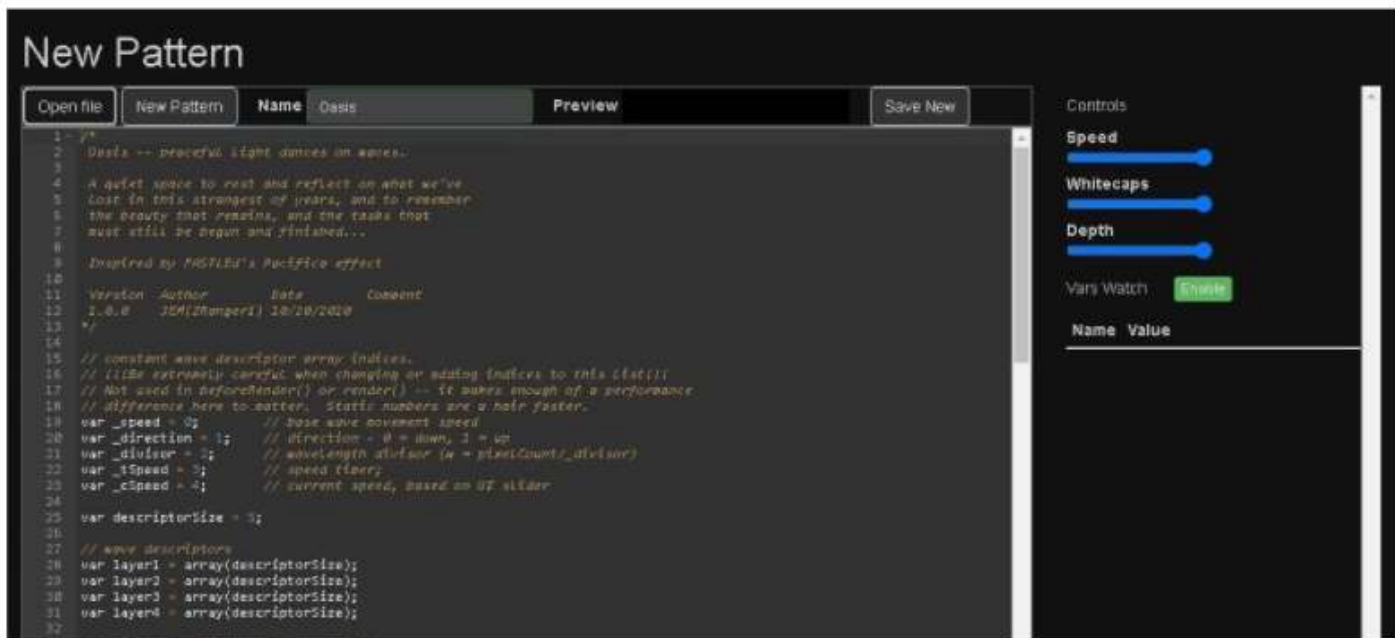 New Pattern
Open file New Pattern Name Oasis Preview Save New
1 /*
2 Oasis -- peaceful light dances on waves.
3
4 A quiet space to rest and reflect on what we've
5 lost in this strangest of years, and to remember
6 the beauty that remains, and the tasks that
7 must still be begun and finished...
8
9 Inspired by FASTLEd's Pacifica effect
10
11 Version Author Date Comment
12 1.0.0 JEM(ZRanger1) 10/20/2020
13 */
14
15 // constant wave descriptor array indices.
16 // !!!Be extremely careful when changing or adding indices to this list!!!
17 // Not used in beforeRender() or render() -- it makes enough of a performance
18 // difference here to matter. Static numbers are a hair faster.
19 var _speed = 0; // base wave movement speed
20 var _direction = 1; // direction - 0 = down, 1 = up
21 var _divisor = 2; // wavelength divisor (w = pixelCount/_divisor)
22 var _tSpeed = 3; // speed timer;
23 var _cSpeed = 4; // current speed, based on UI slider
24
25 var descriptorSize = 5;
26
27 // wave descriptors
28 var layer1 = array(descriptorSize);
29 var layer2 = array(descriptorSize);
30 var layer3 = array(descriptorSize);
31 var layer4 = array(descriptorSize);
32
Controls
Speed
Whitecaps
Depth
Vars Watch Enable
Name Value